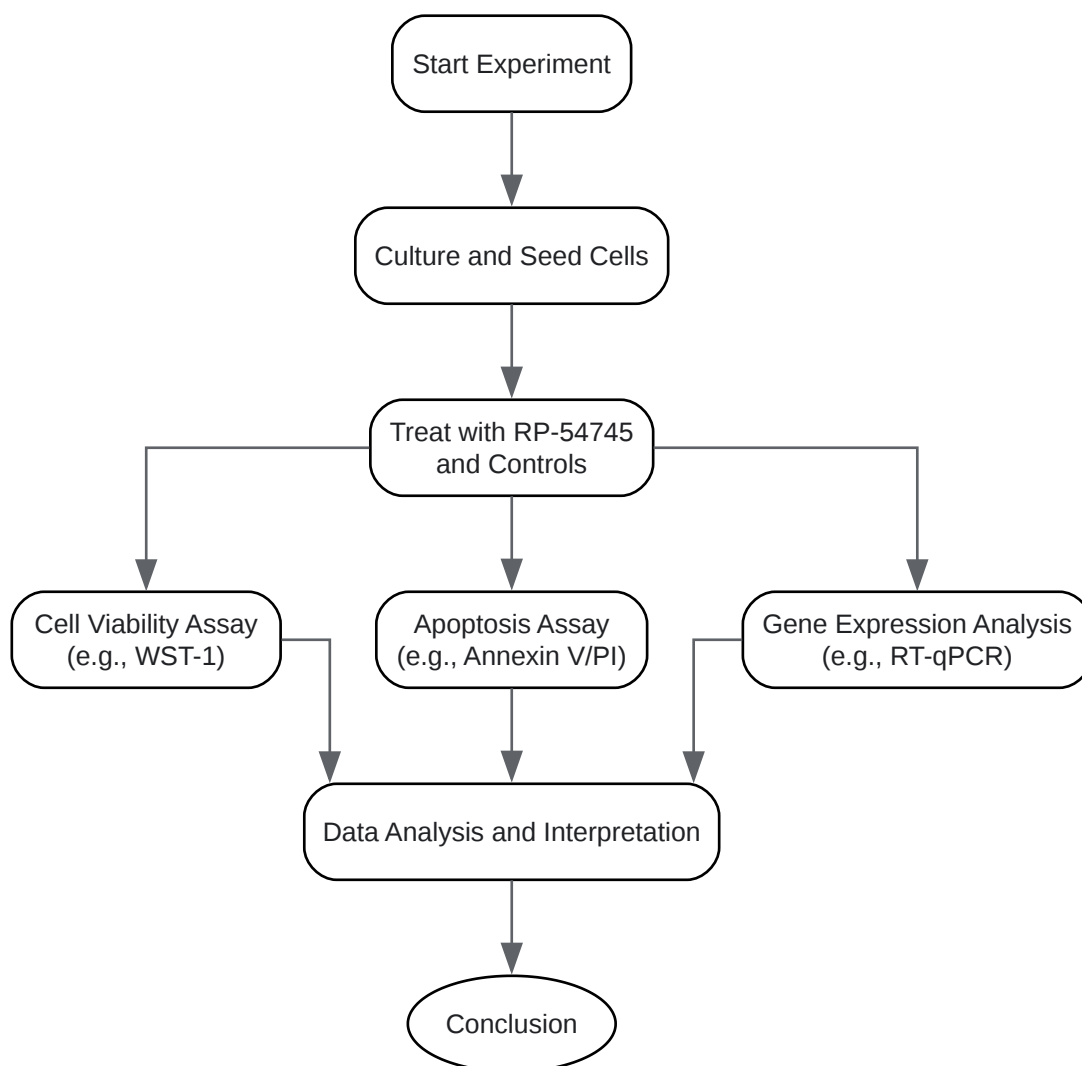 Start Experiment
Culture and Seed Cells
Treat with RP-54745
and Controls
Cell Viability Assay
(e.g., WST-1)
Apoptosis Assay
(e.g., Annexin V/PI)
Gene Expression Analysis
(e.g., RT-qPCR)
Data Analysis and Interpretation
Conclusion